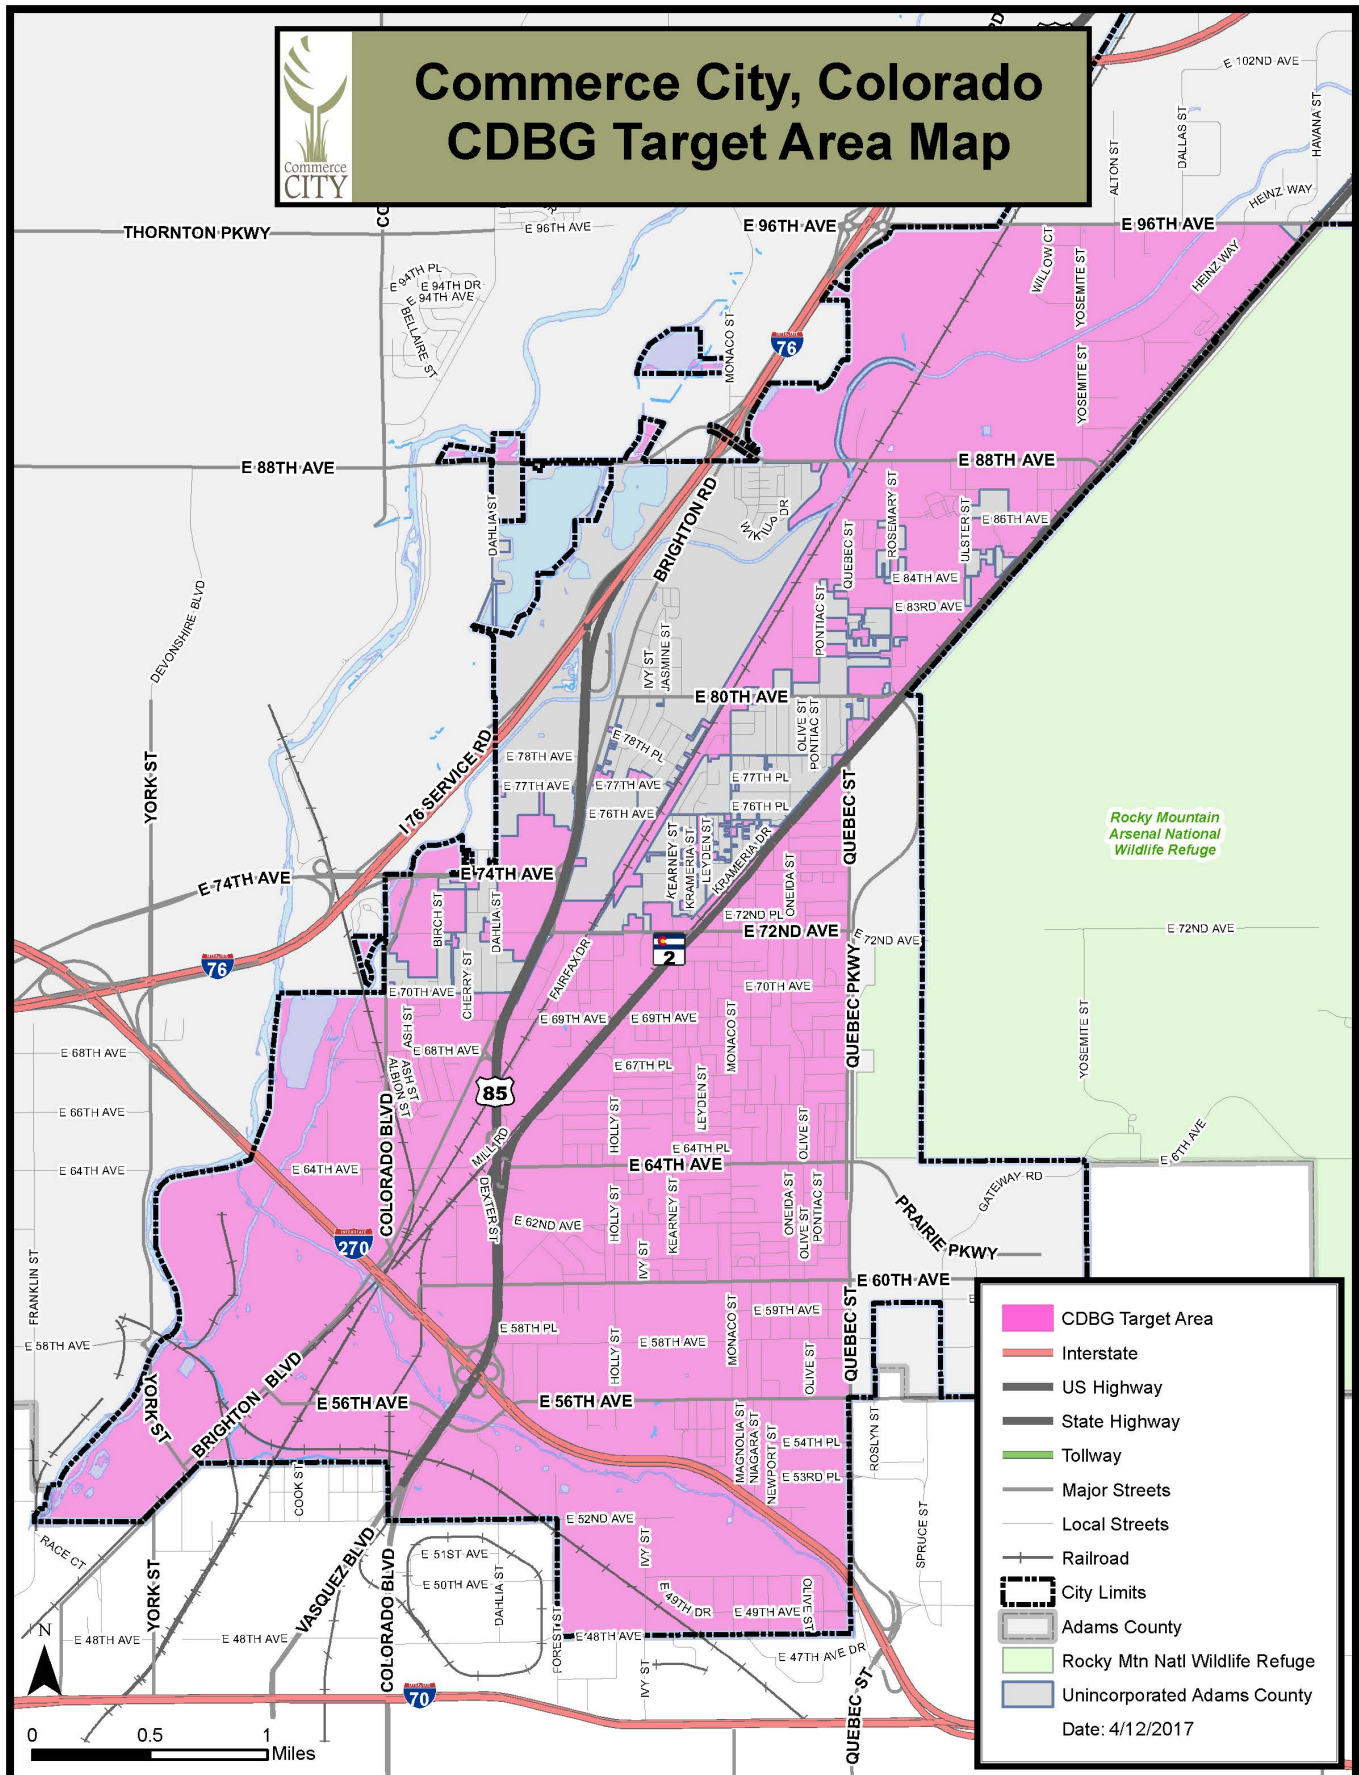 Commerce City, Colorado
CDBG Target Area Map
Commerce
CITY
RD
CO
E 102ND AVE
HAVANA ST
DALLAS ST
ALTON ST
HEINZ WAY
THORNTON PKWY
E 96TH AVE
E 96TH AVE
E 96TH AVE
WILLOW CT
YOSEMITE ST
HEINZ WAY
E 94TH PL
E 94TH DR
E 94TH AVE
BELLAIRE ST
MONACO ST
76
YOSEMITE ST
E 88TH AVE
E 88TH AVE
DAHLIA ST
BRIGHTON RD
QUEBEC ST
ROSEMARY ST
ULSTER ST
E 86TH AVE
E 84TH AVE
E 83RD AVE
PONTIAC ST
DEVONSHIRE BLVD
IVY ST
JASMINE ST
E 80TH AVE
OLIVE ST
PONTIAC ST
YORK ST
I 76 SERVICE RD
E 78TH AVE
E 78TH PL
E 77TH AVE
E 77TH AVE
E 77TH PL
E 76TH AVE
E 76TH PL
KEARNEY ST
KRAMERIA ST
LEYDEN ST
KRAMERIA DR
QUEBEC ST
Rocky Mountain
Arsenal National
Wildlife Refuge
E 74TH AVE
E 74TH AVE
BIRCH ST
DAHLIA ST
CHERRY ST
ONEIDA ST
E 72ND PL
E 72ND AVE
E 72ND AVE
E 72ND AVE
2
76
FAIRFAX DR
QUEBEC PKWY
E 70TH AVE
E 70TH AVE
E 69TH AVE
E 69TH AVE
E 68TH AVE
E 68TH AVE
ASH ST
ASH ST
ALBION ST
MONACO ST
YOSEMITE ST
E 67TH PL
LEYDEN ST
85
E 66TH AVE
COLORADO BLVD
HOLLY ST
OLIVE ST
MILL RD
E 64TH PL
E 64TH AVE
E 64TH AVE
E 64TH AVE
E 6TH AVE
GATEWAY RD
DEXTER ST
HOLLY ST
KEARNEY ST
ONEIDA ST
OLIVE ST
PONTIAC ST
E 62ND AVE
IVY ST
PRAIRIE PKWY
270
FRANKLIN ST
E 60TH AVE
E
E 59TH AVE
E 58TH PL
E 58TH AVE
E 58TH AVE
HOLLY ST
MONACO ST
OLIVE ST
QUEBEC ST
YORK ST
BRIGHTON BLVD
E 56TH AVE
E 56TH AVE
MAGNOLIA ST
NIAGARA ST
NEWPORT ST
E 54TH PL
E 53RD PL
ROSLYN ST
COOK ST
E 52ND AVE
IVY ST
SPRUCE ST
RACE CT
YORK ST
VASQUEZ BLVD
COLORADO BLVD
E 51ST AVE
E 50TH AVE
DAHLIA ST
FOREST ST
E 49TH DR
E 49TH AVE
OLIVE ST
E 48TH AVE
E 48TH AVE
E 48TH AVE
E 47TH AVE DR
IVY ST
QUEBEC ST
70
N
0 0.5 1
Miles
CDBG Target Area
Interstate
US Highway
State Highway
Tollway
Major Streets
Local Streets
Railroad
City Limits
Adams County
Rocky Mtn Natl Wildlife Refuge
Unincorporated Adams County
Date: 4/12/2017